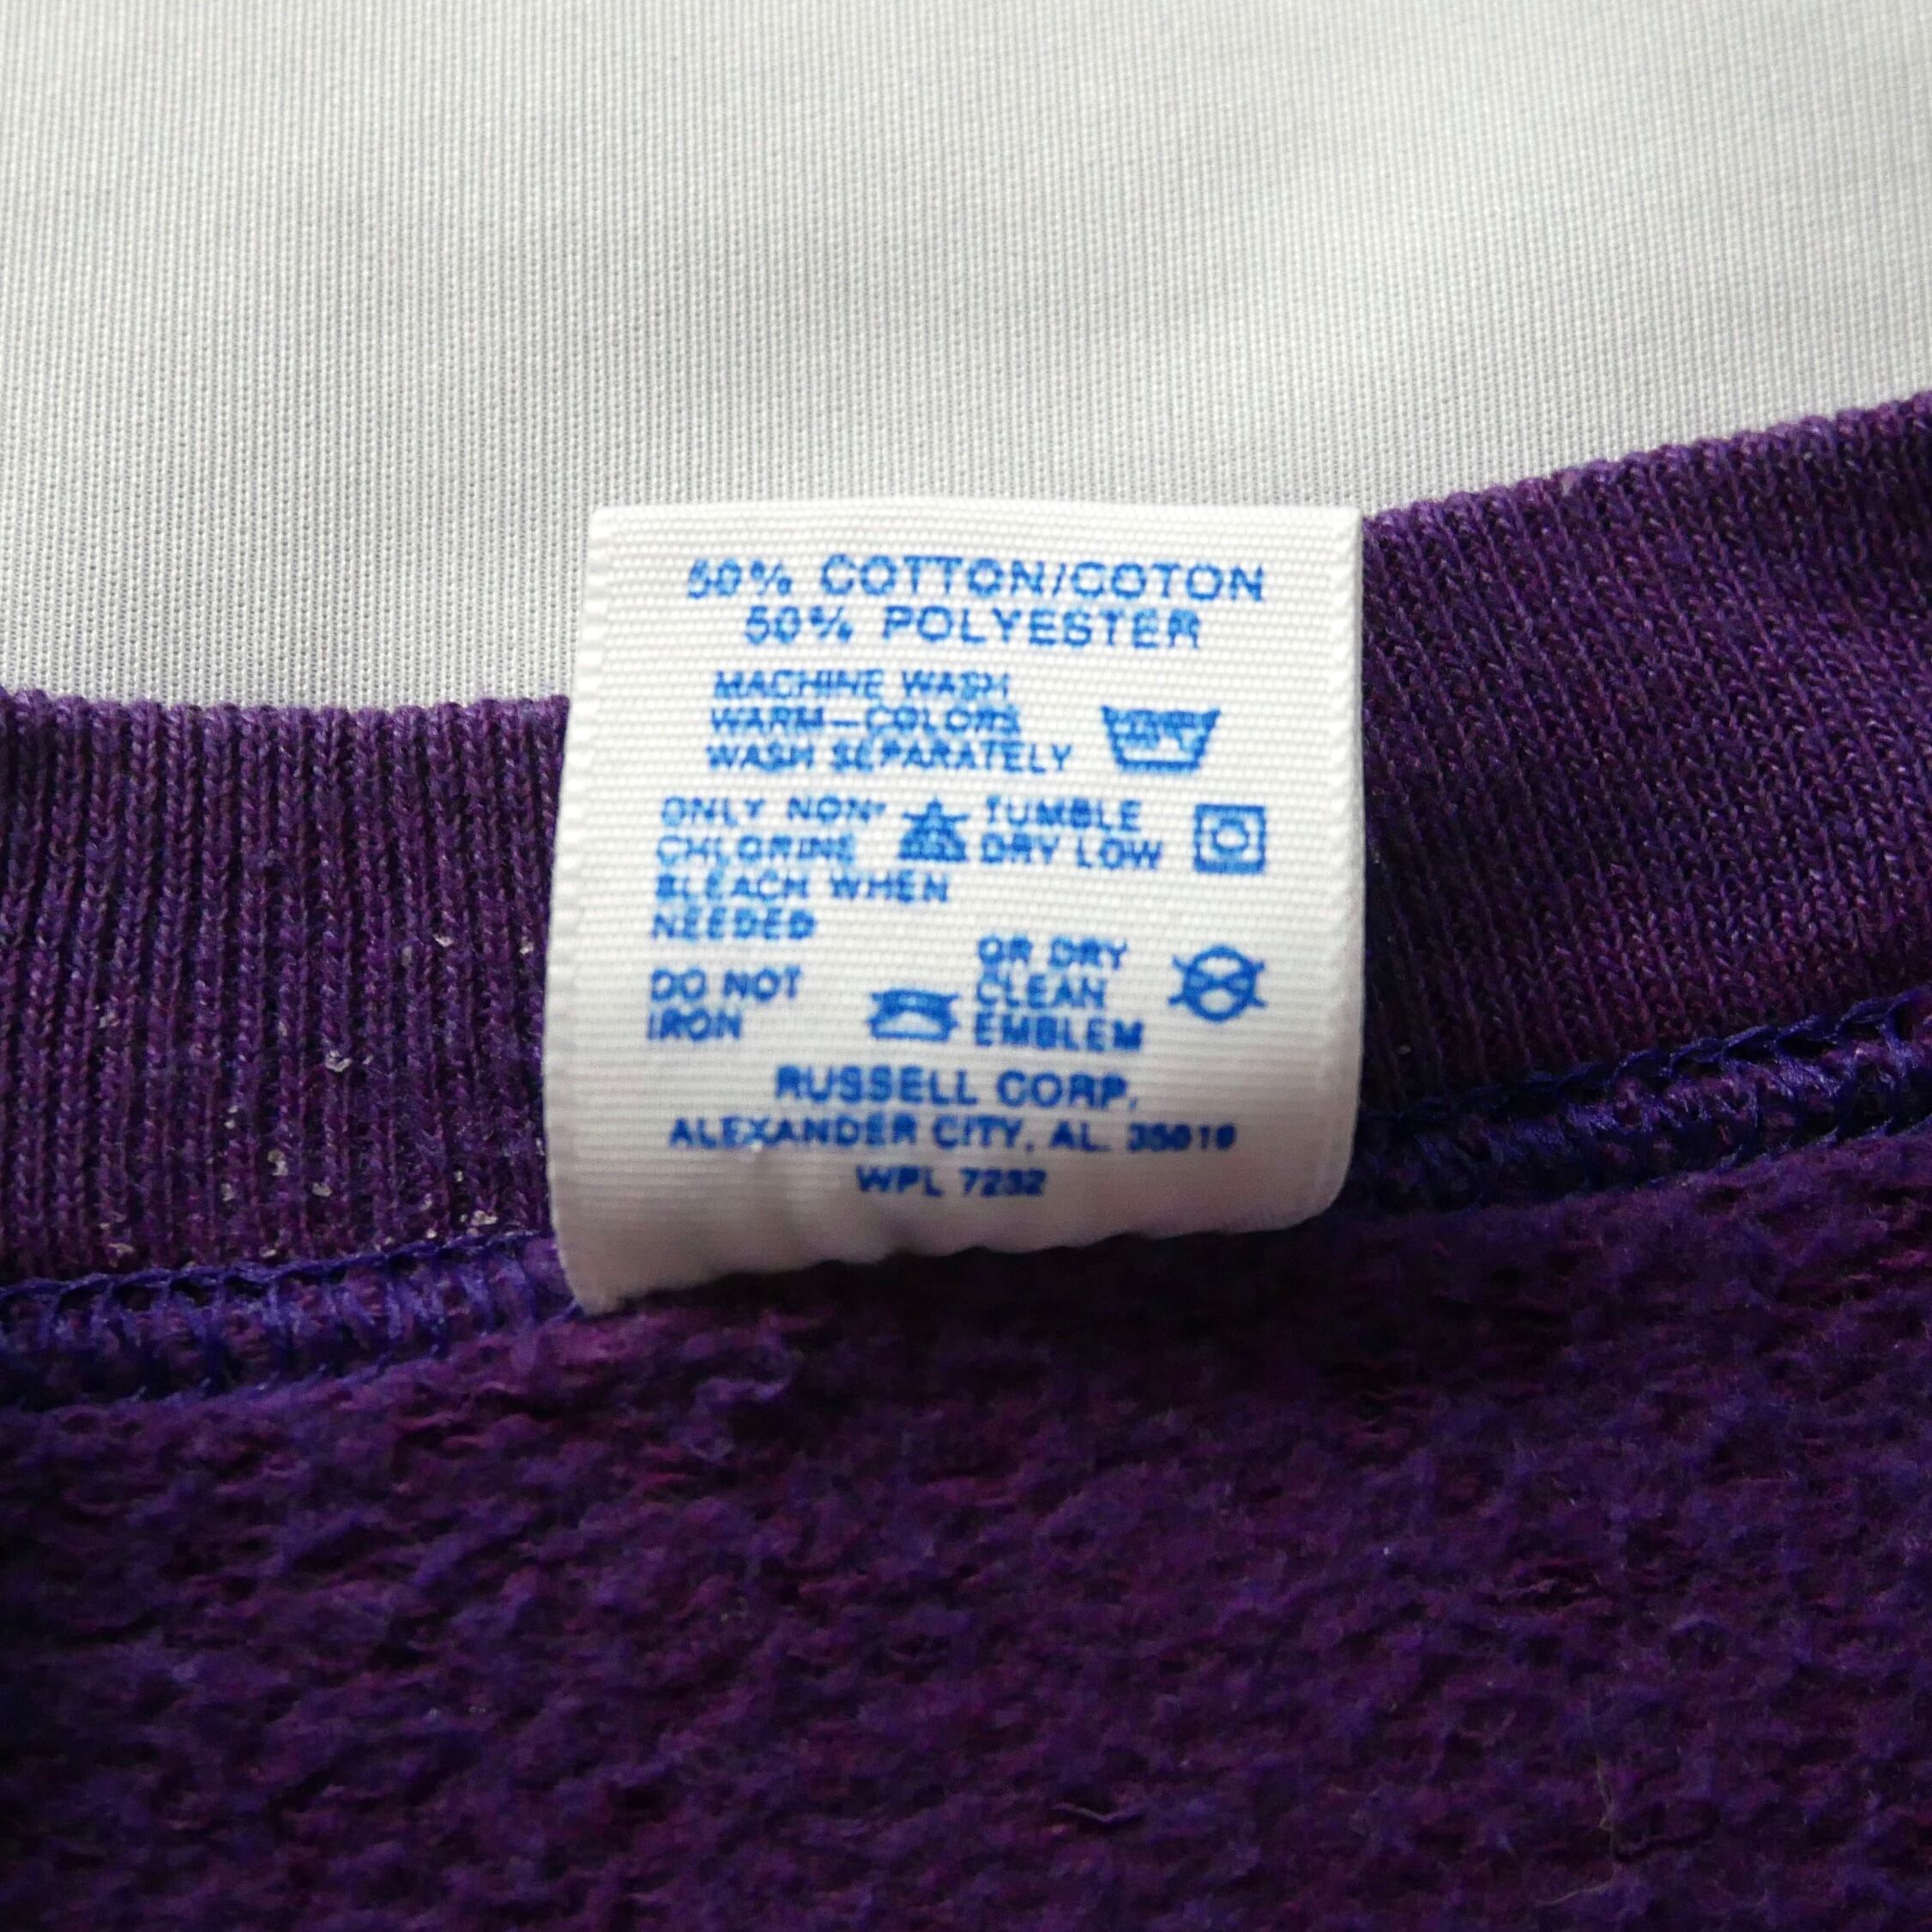 50% COTTON/COTON
50% POLYESTER
MACHINE WASH
WARM—COLORS
WASH SEPARATELY
ONLY NON-
CHLORINE
BLEACH WHEN
NEEDED
TUMBLE
DRY LOW
DO NOT
IRON
OR DRY
CLEAN
EMBLEM
RUSSELL CORP.
ALEXANDER CITY, AL. 35010
WPL 7232